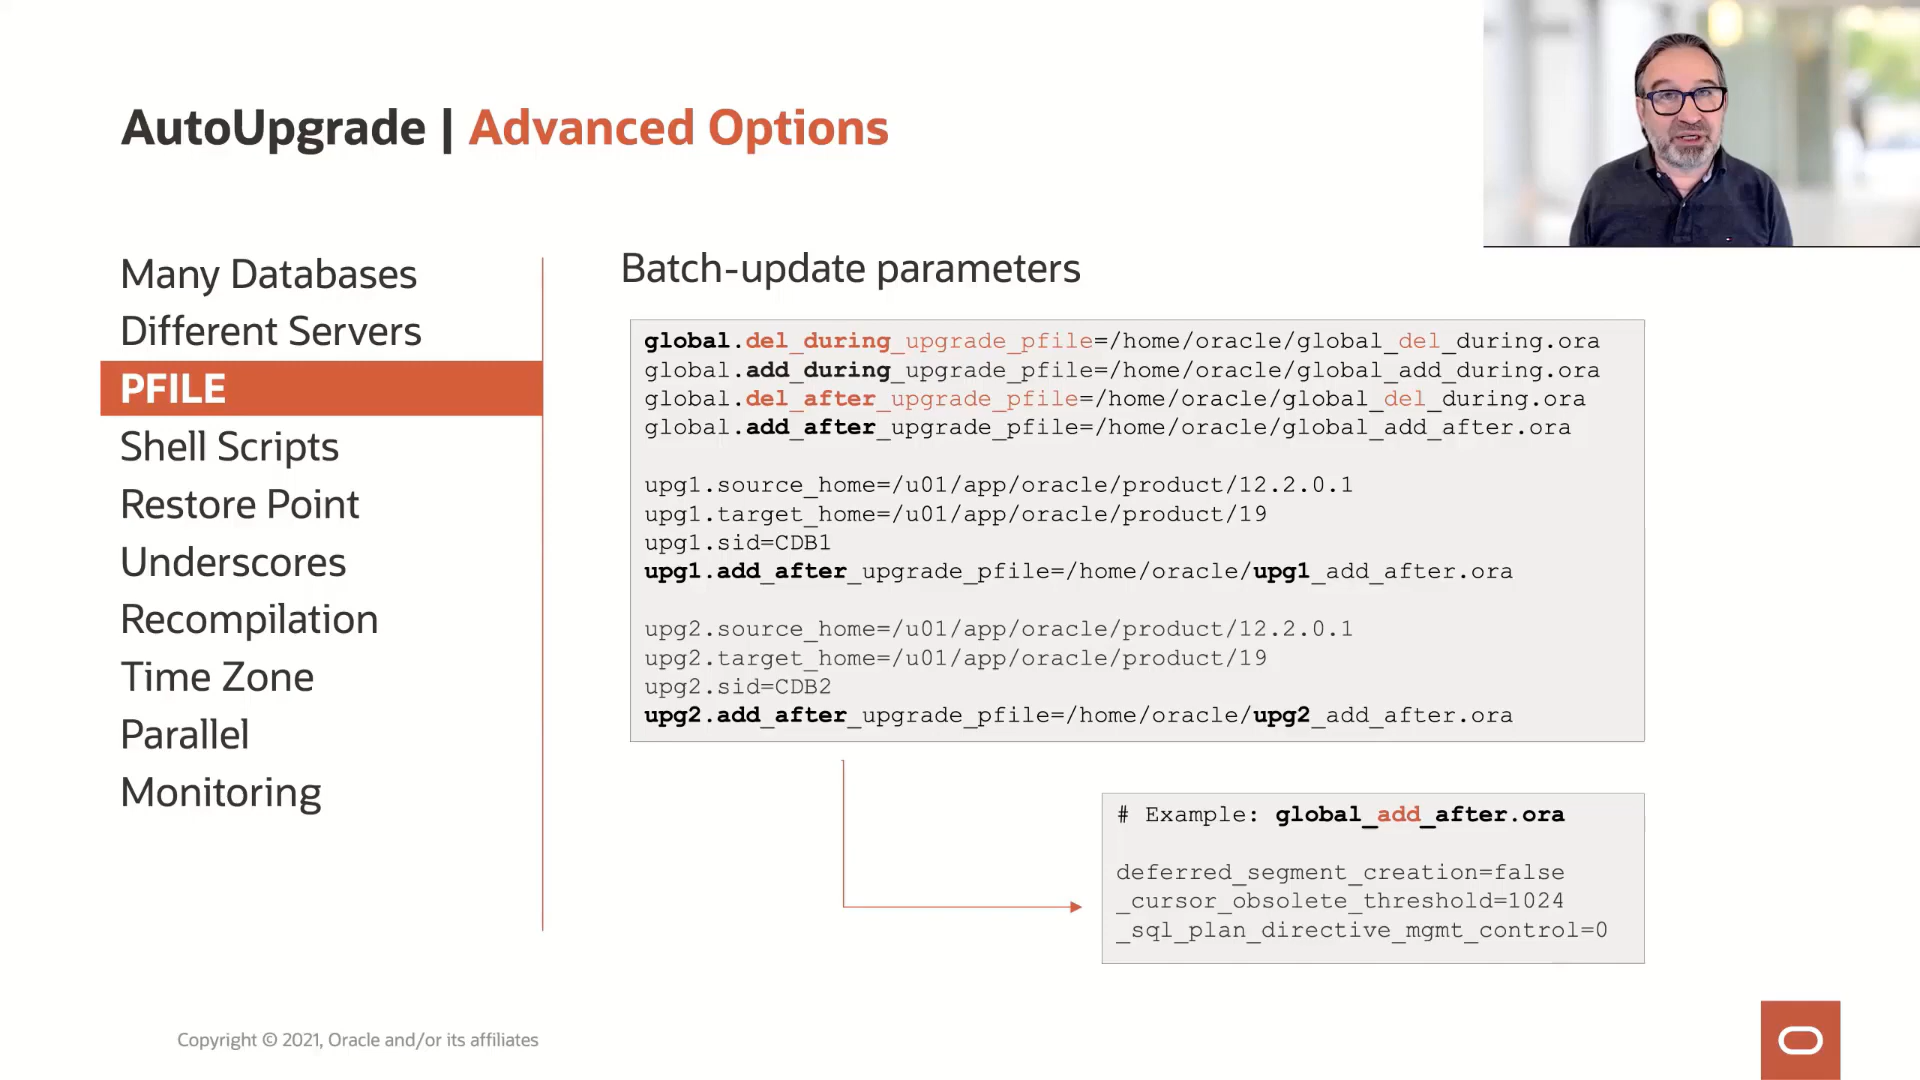 AutoUpgrade | Advanced Options
Many Databases
Different Servers
PFILE
Shell Scripts
Restore Point
Underscores
Recompilation
Time Zone
Parallel
Monitoring
Batch-update parameters
global.del_during_upgrade_pfile=/home/oracle/global_del_during.ora
global.add_during_upgrade_pfile=/home/oracle/global_add_during.ora
global.del_after_upgrade_pfile=/home/oracle/global_del_during.ora
global.add_after_upgrade_pfile=/home/oracle/global_add_after.ora
upg1.source_home=/u01/app/oracle/product/12.2.0.1
upg1.target_home=/u01/app/oracle/product/19
upg1.sid=CDB1
upg1.add_after_upgrade_pfile=/home/oracle/upg1_add_after.ora
upg2.source_home=/u01/app/oracle/product/12.2.0.1
upg2.target_home=/u01/app/oracle/product/19
upg2.sid=CDB2
upg2.add_after_upgrade_pfile=/home/oracle/upg2_add_after.ora
# Example: global_add_after.ora
deferred_segment_creation=false
_cursor_obsolete_threshold=1024
_sql_plan_directive_mgmt_control=0
Copyright © 2021, Oracle and/or its affiliates